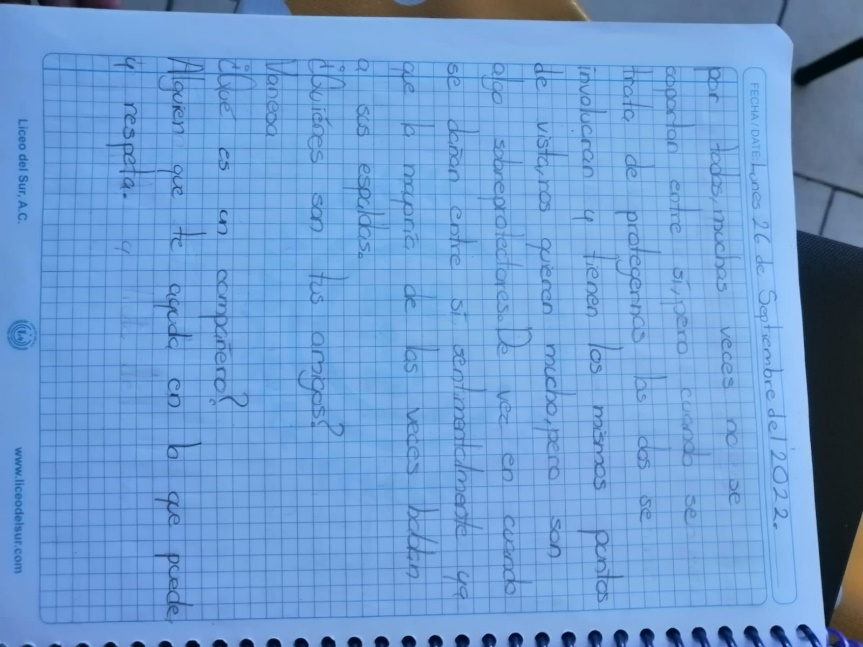 FECHA / DATE Lunes 26 de Septiembre del 2022.
por todos, muchas veces no se
coportan entre sí, pero cuando se
trata de protegernos los dos se
involucran y tienen los mismos puntos
de vista, nos quieren mucho, pero son
algo sobreprotectores. De vez en cuando
se dañan entre sí sentimentalmente ya
que la mayoría de las veces hablan
a sus espaldas.
¿Quiénes son tus amigos?
Vanesa
¿Qué es un compañero?
Alguien que te ayuda en lo que puede,
y respeta. y
Liceo del Sur, A.C.
www.liceodelsur.com